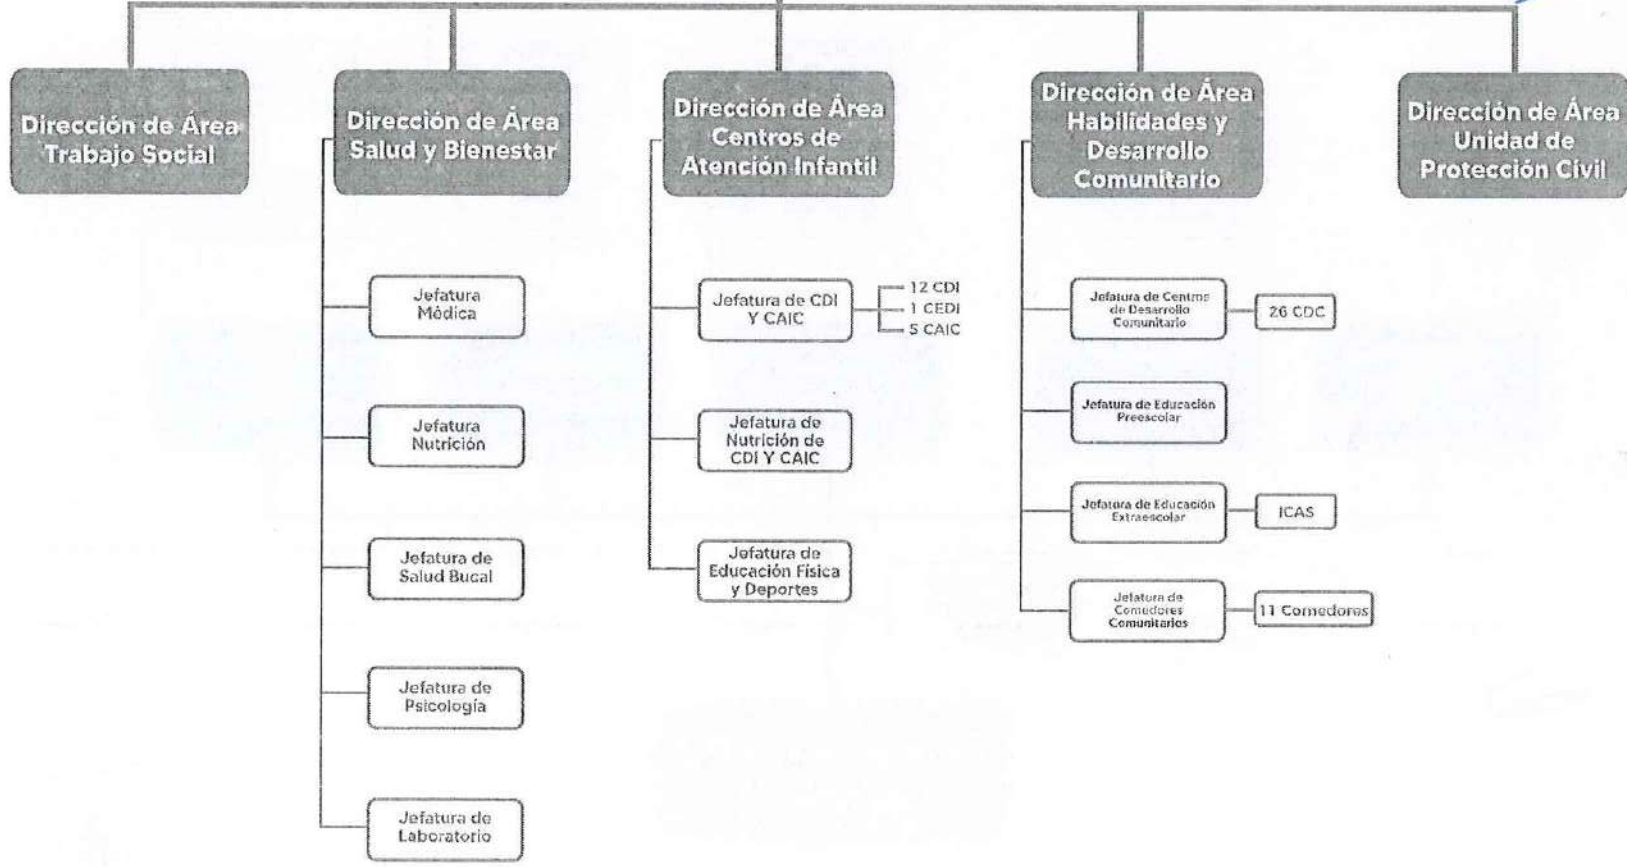 Dirección de Área
Trabajo Social
Dirección de Área
Salud y Bienestar
Dirección de Área
Centros de
Atención Infantil
Dirección de Área
Habilidades y
Desarrollo
Comunitario
Dirección de Área
Unidad de
Protección Civil
Jefatura
Médica
Jefatura
Nutrición
Jefatura de
Salud Bucal
Jefatura de
Psicología
Jefatura de
Laboratorio
Jefatura de CDI
Y CAIC
12 CDI
1 CEDI
5 CAIC
Jefatura de
Nutrición de
CDI Y CAIC
Jefatura de
Educación Física
y Deportes
Jefatura de Centros
de Desarrollo
Comunitario
26 CDC
Jefatura de Educación
Preescolar
Jefatura de Educación
Extraescolar
ICAS
Jefatura de
Comedores
Comunitarios
11 Comedores